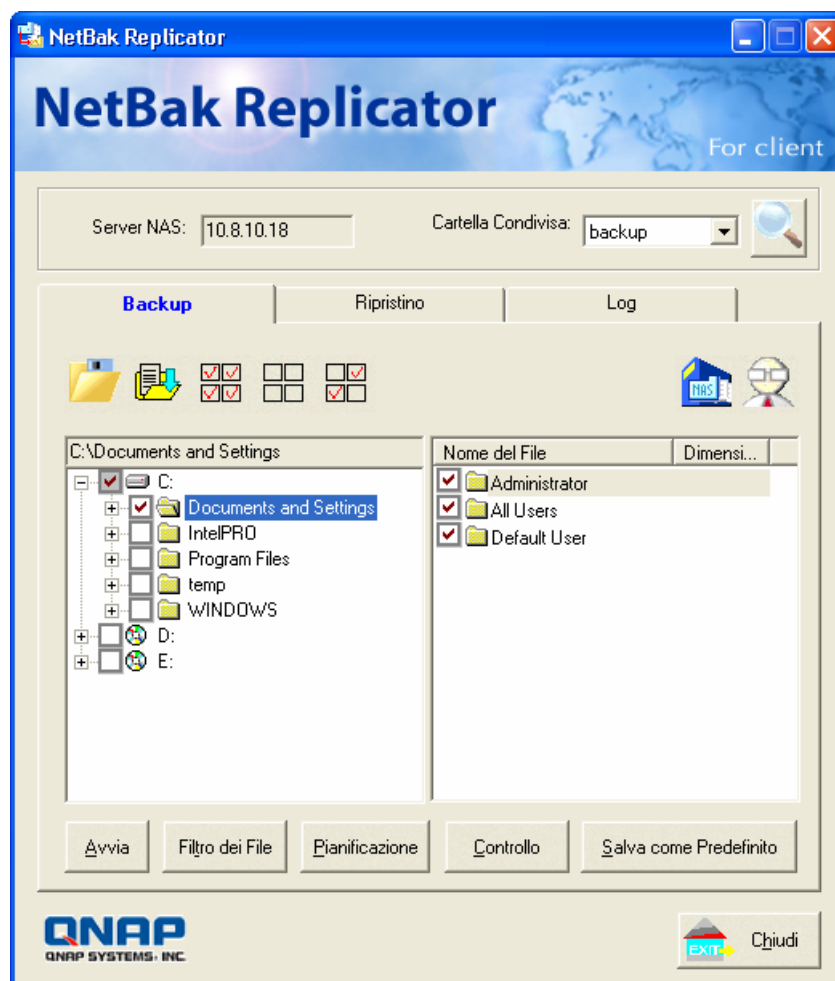 NetBak Replicator
NetBak Replicator
For client
Server NAS: 10.8.10.18 Cartella Condivisa: backup
Backup Ripristino Log
NAS
C:\Documents and Settings
C:
Documents and Settings
IntelPRO
Program Files
temp
WINDOWS
D:
E:
Nome del File Dimensi...
Administrator
All Users
Default User
Avvia Filtro dei File Pianificazione Controllo Salva come Predefinito
QNAP
QNAP SYSTEMS, INC.
EXIT Chiudi